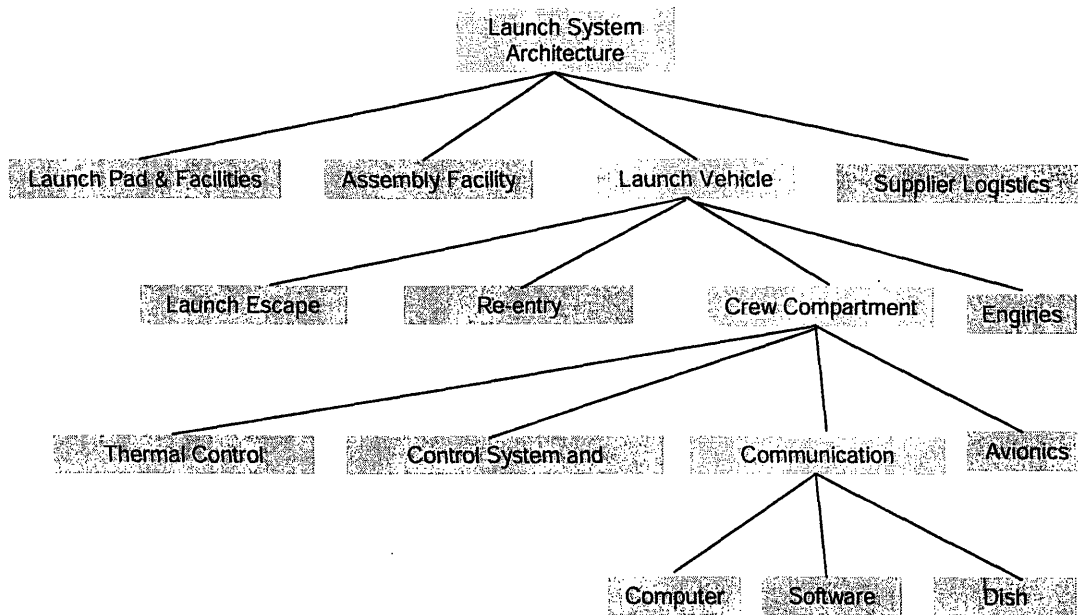 Launch System
Architecture
Launch Pad & Facilities
Assembly Facility
Launch Vehicle
Supplier Logistics
Launch Escape
Re-entry
Crew Compartment
Engines
Thermal Control
Control System and
Communication
Avionics
Computer
Software
Dish